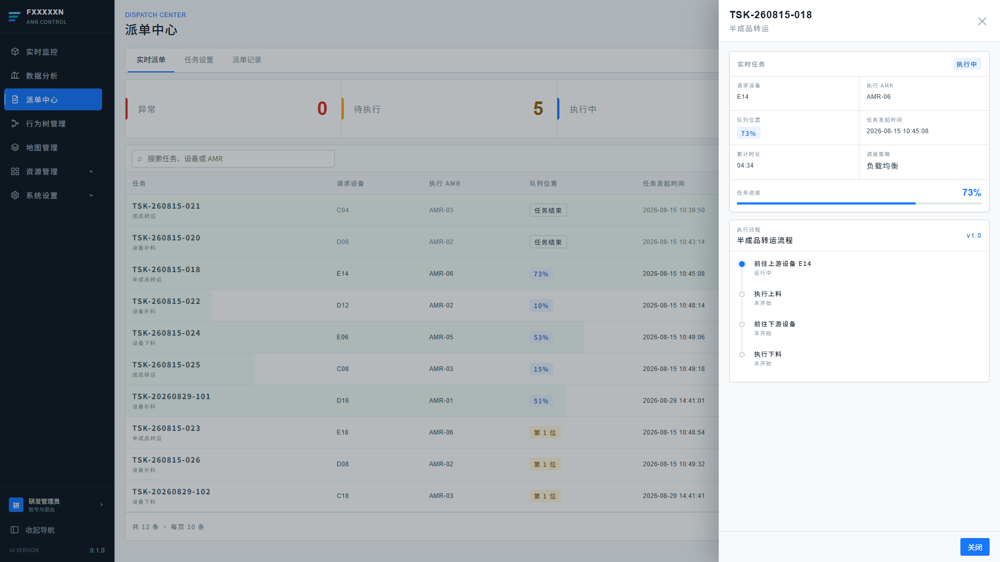 FXXXXXN
AMR CONTROL
实时监控
数据分析
派单中心
行为树管理
地图管理
资源管理
系统设置
研
研发管理员
账号与退出
收起导航
UI VERSION 0.1.0
DISPATCH CENTER
派单中心
实时派单 任务设置 派单记录
异常 0 待执行 5 执行中
搜索任务、设备或 AMR
任务 请求设备 执行 AMR 队列位置 任务发起时间
TSK-260815-021 C04 AMR-03 任务结束 2026-08-15 10:39:50
成品转运
TSK-260815-020 D06 AMR-02 任务结束 2026-08-15 10:43:14
设备补料
TSK-260815-018 E14 AMR-06 73% 2026-08-15 10:45:08
半成品转运
TSK-260815-022 D12 AMR-02 10% 2026-08-15 10:48:14
设备补料
TSK-260815-024 E06 AMR-05 53% 2026-08-15 10:49:06
设备下料
TSK-260815-025 C08 AMR-03 15% 2026-08-15 10:49:18
成品转运
TSK-20260829-101 D16 AMR-01 51% 2026-08-29 14:41:01
设备补料
TSK-260815-023 E18 AMR-06 第 1 位 2026-08-15 10:48:54
半成品转运
TSK-260815-026 D08 AMR-02 第 1 位 2026-08-15 10:49:32
设备补料
TSK-20260829-102 C18 AMR-03 第 1 位 2026-08-29 14:41:41
设备下料
共 12 条 · 每页 10 条
TSK-260815-018
半成品转运
实时任务 执行中
请求设备 执行 AMR
E14 AMR-06
队列位置 任务发起时间
73% 2026-08-15 10:45:08
累计时长 调度策略
04:34 负载均衡
任务进度 73%
执行过程
半成品转运流程 v1.0
前往上游设备 E14
运行中
执行上料
未开始
前往下游设备
未开始
执行下料
未开始
关闭